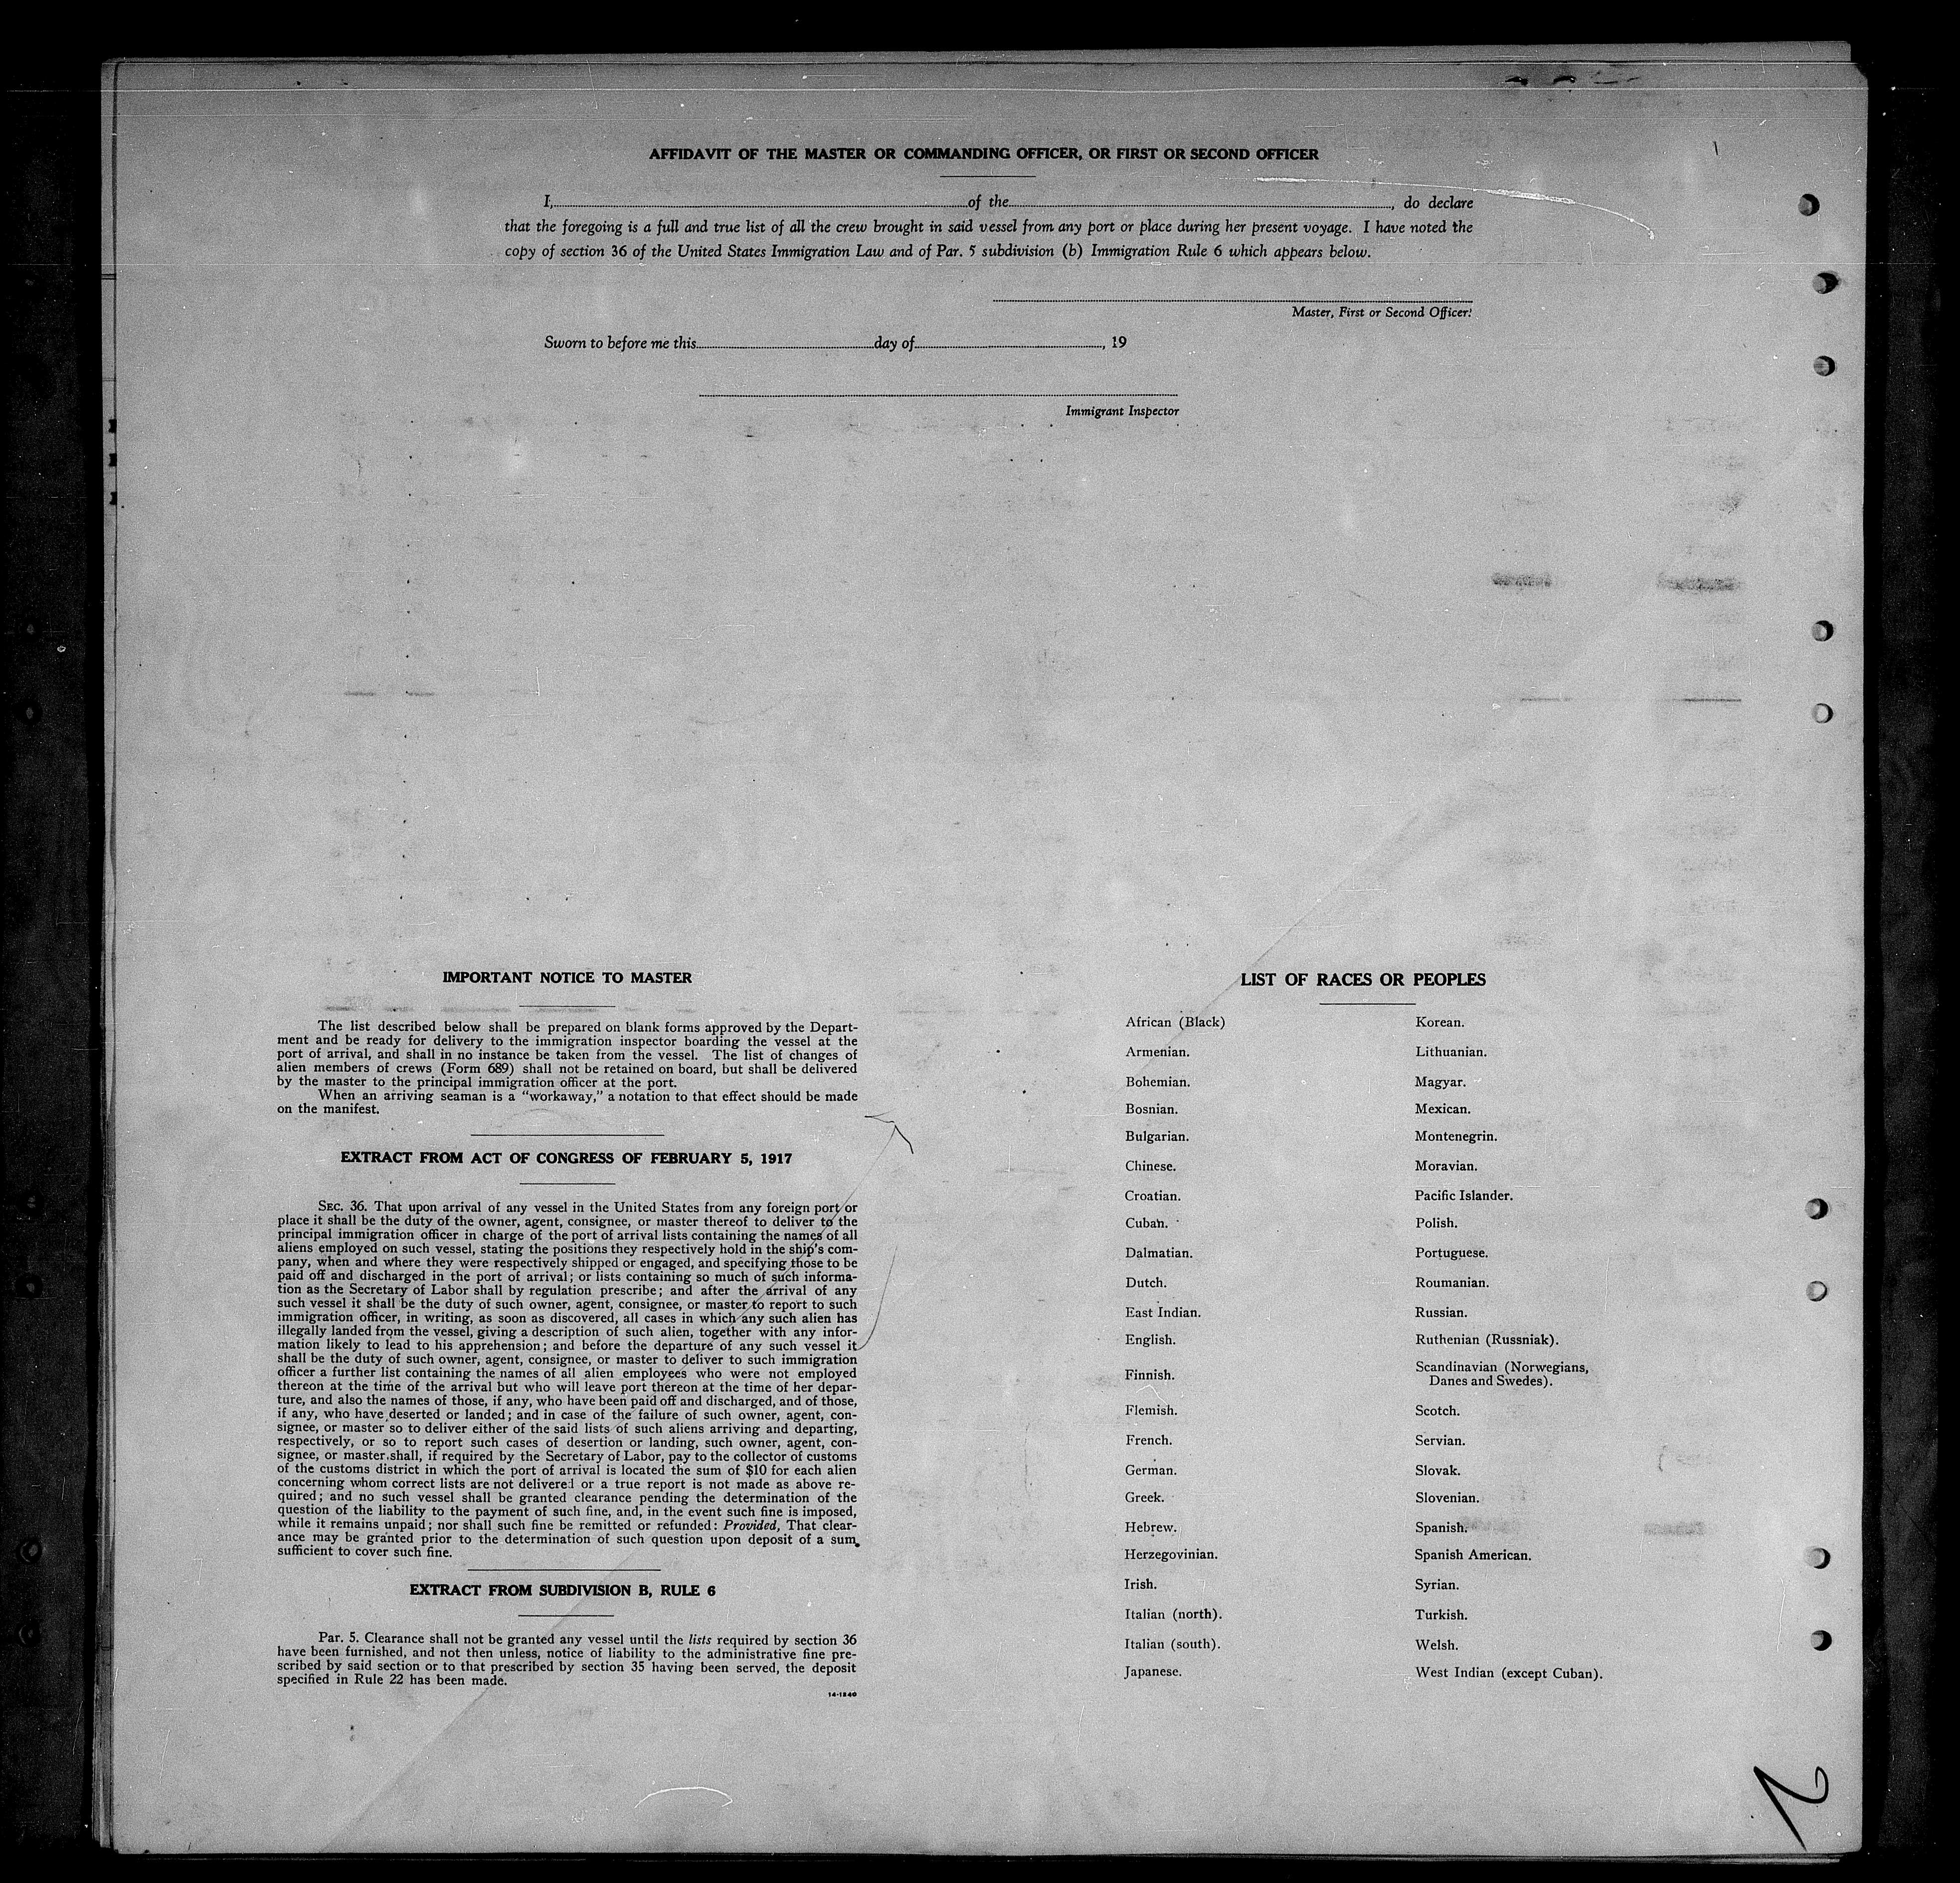 AFFIDAVIT OF THE MASTER OR COMMANDING OFFICER, OR FIRST OR SECOND OFFICER
I, of the , do declare
that the foregoing is a full and true list of all the crew brought in said vessel from any port or place during her present voyage. I have noted the
copy of section 36 of the United States Immigration Law and of Par. 5 subdivision (b) Immigration Rule 6 which appears below.
Master, First or Second Officer.
Sworn to before me this day of , 19
Immigrant Inspector
IMPORTANT NOTICE TO MASTER
The list described below shall be prepared on blank forms approved by the Depart-
ment and be ready for delivery to the immigration inspector boarding the vessel at the
port of arrival, and shall in no instance be taken from the vessel. The list of changes of
alien members of crews (Form 689) shall not be retained on board, but shall be delivered
by the master to the principal immigration officer at the port.
When an arriving seaman is a "workaway," a notation to that effect should be made
on the manifest.
EXTRACT FROM ACT OF CONGRESS OF FEBRUARY 5, 1917
SEC. 36. That upon arrival of any vessel in the United States from any foreign port or
place it shall be the duty of the owner, agent, consignee, or master thereof to deliver to the
principal immigration officer in charge of the port of arrival lists containing the names of all
aliens employed on such vessel, stating the positions they respectively hold in the ship's com-
pany, when and where they were respectively shipped or engaged, and specifying those to be
paid off and discharged in the port of arrival; or lists containing so much of such informa-
tion as the Secretary of Labor shall by regulation prescribe; and after the arrival of any
such vessel it shall be the duty of such owner, agent, consignee, or master to report to such
immigration officer, in writing, as soon as discovered, all cases in which any such alien has
illegally landed from the vessel, giving a description of such alien, together with any infor-
mation likely to lead to his apprehension; and before the departure of any such vessel it
shall be the duty of such owner, agent, consignee, or master to deliver to such immigration
officer a further list containing the names of all alien employees who were not employed
thereon at the time of the arrival but who will leave port thereon at the time of her depar-
ture, and also the names of those, if any, who have been paid off and discharged, and of those,
if any, who have deserted or landed; and in case of the failure of such owner, agent, con-
signee, or master so to deliver either of the said lists of such aliens arriving and departing,
respectively, or so to report such cases of desertion or landing, such owner, agent, con-
signee, or master shall, if required by the Secretary of Labor, pay to the collector of customs
of the customs district in which the port of arrival is located the sum of $10 for each alien
concerning whom correct lists are not delivered or a true report is not made as above re-
quired; and no such vessel shall be granted clearance pending the determination of the
question of the liability to the payment of such fine, and, in the event such fine is imposed,
while it remains unpaid; nor shall such fine be remitted or refunded: Provided, That clear-
ance may be granted prior to the determination of such question upon deposit of a sum
sufficient to cover such fine.
EXTRACT FROM SUBDIVISION B, RULE 6
Par. 5. Clearance shall not be granted any vessel until the lists required by section 36
have been furnished, and not then unless, notice of liability to the administrative fine pre-
scribed by said section or to that prescribed by section 35 having been served, the deposit
specified in Rule 22 has been made.
14-1240
LIST OF RACES OR PEOPLES
African (Black)
Armenian.
Bohemian.
Bosnian.
Bulgarian.
Chinese.
Croatian.
Cuban.
Dalmatian.
Dutch.
East Indian.
English.
Finnish.
Flemish.
French.
German.
Greek.
Hebrew.
Herzegovinian.
Irish.
Italian (north).
Italian (south).
Japanese.
Korean.
Lithuanian.
Magyar.
Mexican.
Montenegrin.
Moravian.
Pacific Islander.
Polish.
Portuguese.
Roumanian.
Russian.
Ruthenian (Russniak).
Scandinavian (Norwegians,
Danes and Swedes).
Scotch.
Servian.
Slovak.
Slovenian.
Spanish.
Spanish American.
Syrian.
Turkish.
Welsh.
West Indian (except Cuban).